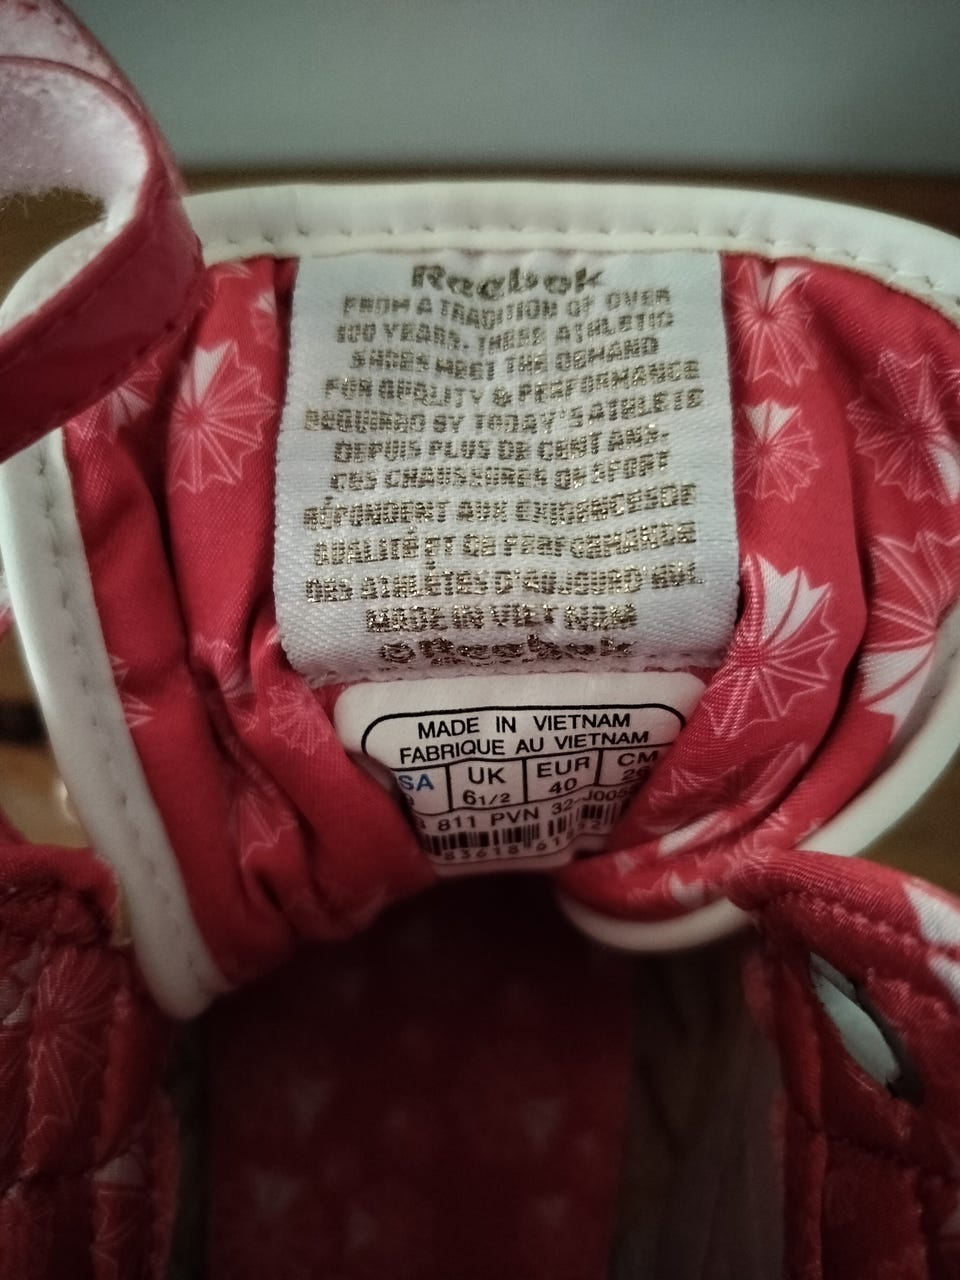 Reebok
FROM A TRADITION OF OVER
100 YEARS. THESE ATHLETIC
SHOES MEET THE DEMAND
FOR QUALITY & PERFORMANCE
REQUIRED BY TODAY'S ATHLETE
DEPUIS PLUS DE CENT ANS.
CES CHAUSSURES DE SPORT
RÉPONDENT AUX EXIGENCES DE
QUALITÉ ET DE PERFORMANCE
DES ATHLÈTES D'AUJOURD'HUI.
MADE IN VIETNAM
©Reebok
MADE IN VIETNAM
FABRIQUE AU VIETNAM
SA UK EUR CM
6 1/2 40
811 PVN 32
83618